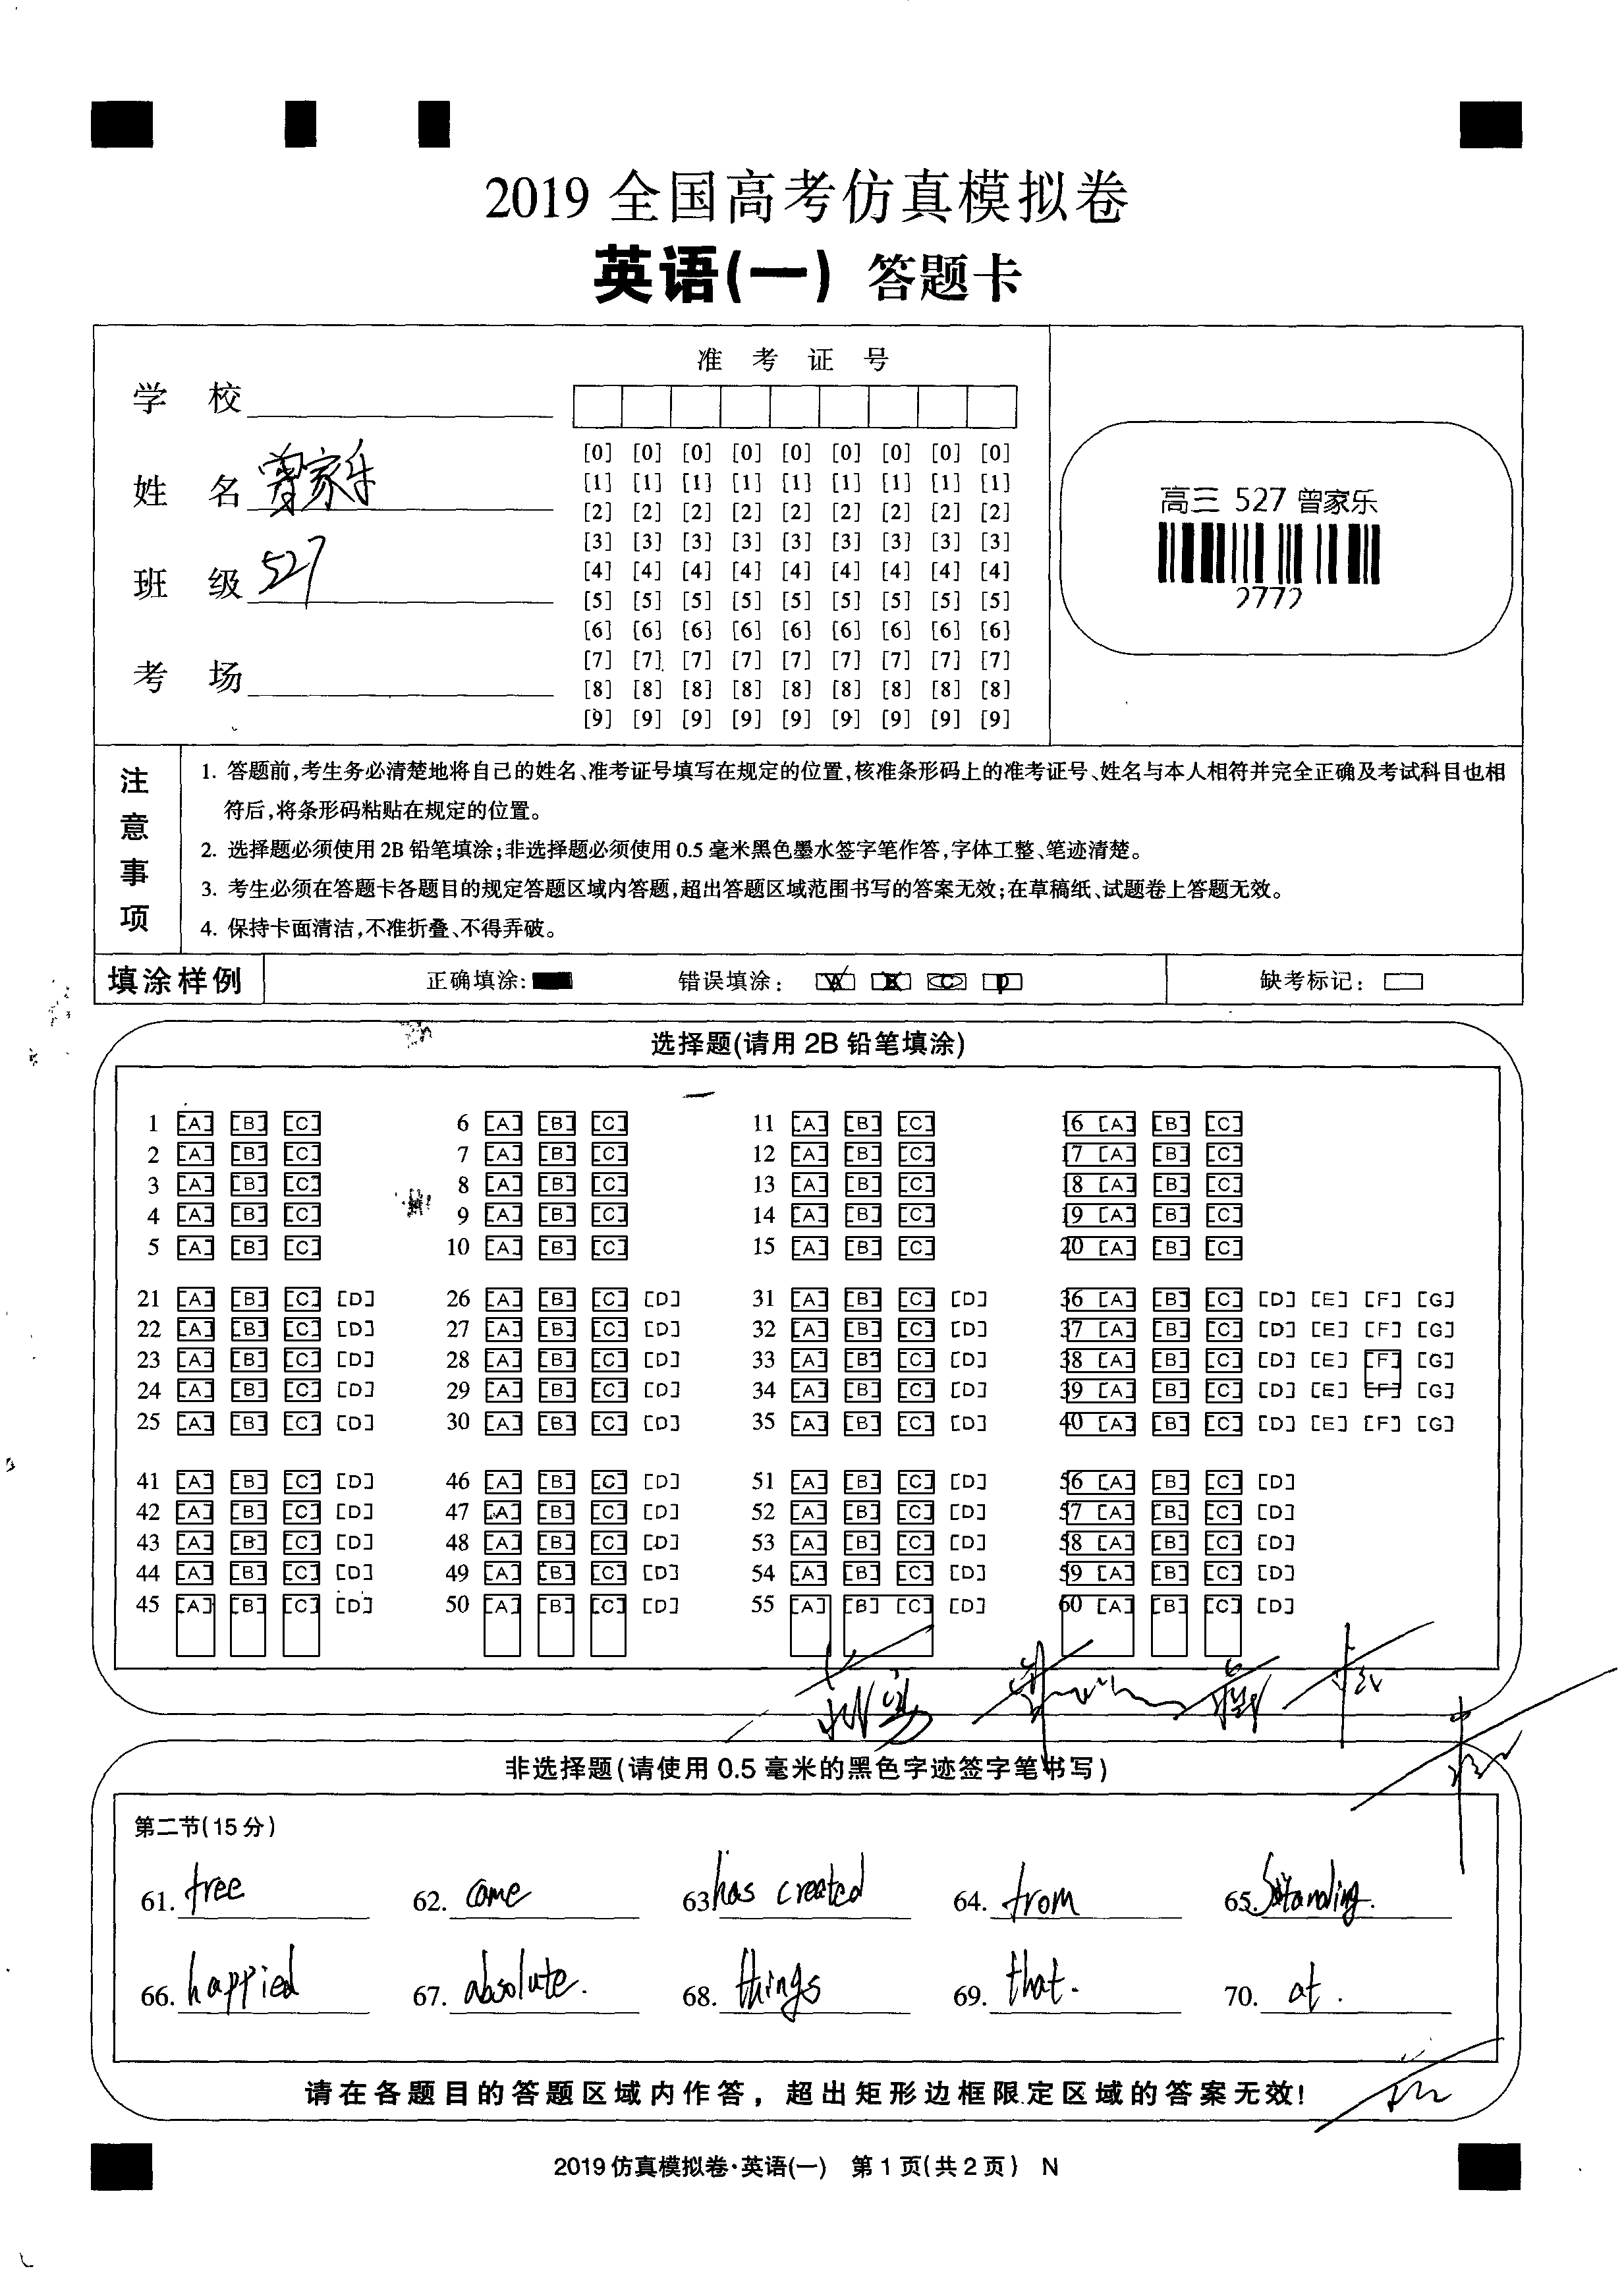 2019 全国高考仿真模拟卷
英语(一) 答题卡
准 考 证 号
学 校
姓 名 曾家乐
班 级 527
考 场
[0] [0] [0] [0] [0] [0] [0] [0] [0]
[1] [1] [1] [1] [1] [1] [1] [1] [1]
[2] [2] [2] [2] [2] [2] [2] [2] [2]
[3] [3] [3] [3] [3] [3] [3] [3] [3]
[4] [4] [4] [4] [4] [4] [4] [4] [4]
[5] [5] [5] [5] [5] [5] [5] [5] [5]
[6] [6] [6] [6] [6] [6] [6] [6] [6]
[7] [7] [7] [7] [7] [7] [7] [7] [7]
[8] [8] [8] [8] [8] [8] [8] [8] [8]
[9] [9] [9] [9] [9] [9] [9] [9] [9]
高三 527 曾家乐
2772
注意事项
1. 答题前,考生务必清楚地将自己的姓名、准考证号填写在规定的位置,核准条形码上的准考证号、姓名与本人相符并完全正确及考试科目也相
符后,将条形码粘贴在规定的位置。
2. 选择题必须使用2B铅笔填涂;非选择题必须使用0.5毫米黑色墨水签字笔作答,字体工整、笔迹清楚。
3. 考生必须在答题卡各题目的规定答题区域内答题,超出答题区域范围书写的答案无效;在草稿纸、试题卷上答题无效。
4. 保持卡面清洁,不准折叠、不得弄破。
填涂样例 正确填涂: 错误填涂: A B C D 缺考标记:
选择题(请用 2B 铅笔填涂)
1 [A] [B] [C] 6 [A] [B] [C] 11 [A] [B] [C] 16 [A] [B] [C]
2 [A] [B] [C] 7 [A] [B] [C] 12 [A] [B] [C] 17 [A] [B] [C]
3 [A] [B] [C] 8 [A] [B] [C] 13 [A] [B] [C] 18 [A] [B] [C]
4 [A] [B] [C] 9 [A] [B] [C] 14 [A] [B] [C] 19 [A] [B] [C]
5 [A] [B] [C] 10 [A] [B] [C] 15 [A] [B] [C] 20 [A] [B] [C]
21 [A] [B] [C] [D] 26 [A] [B] [C] [D] 31 [A] [B] [C] [D] 36 [A] [B] [C] [D] [E] [F] [G]
22 [A] [B] [C] [D] 27 [A] [B] [C] [D] 32 [A] [B] [C] [D] 37 [A] [B] [C] [D] [E] [F] [G]
23 [A] [B] [C] [D] 28 [A] [B] [C] [D] 33 [A] [B] [C] [D] 38 [A] [B] [C] [D] [E] [F] [G]
24 [A] [B] [C] [D] 29 [A] [B] [C] [D] 34 [A] [B] [C] [D] 39 [A] [B] [C] [D] [E] [F] [G]
25 [A] [B] [C] [D] 30 [A] [B] [C] [D] 35 [A] [B] [C] [D] 40 [A] [B] [C] [D] [E] [F] [G]
41 [A] [B] [C] [D] 46 [A] [B] [C] [D] 51 [A] [B] [C] [D] 56 [A] [B] [C] [D]
42 [A] [B] [C] [D] 47 [A] [B] [C] [D] 52 [A] [B] [C] [D] 57 [A] [B] [C] [D]
43 [A] [B] [C] [D] 48 [A] [B] [C] [D] 53 [A] [B] [C] [D] 58 [A] [B] [C] [D]
44 [A] [B] [C] [D] 49 [A] [B] [C] [D] 54 [A] [B] [C] [D] 59 [A] [B] [C] [D]
45 [A] [B] [C] [D] 50 [A] [B] [C] [D] 55 [A] [B] [C] [D] 60 [A] [B] [C] [D]
非选择题(请使用 0.5 毫米的黑色字迹签字笔书写)
第二节(15分)
61. free 62. came 63. has created 64. from 65. Standing.
66. happied 67. absolute. 68. things 69. that. 70. at.
请在各题目的答题区域内作答，超出矩形边框限定区域的答案无效!
2019仿真模拟卷·英语(一) 第1页(共2页) N